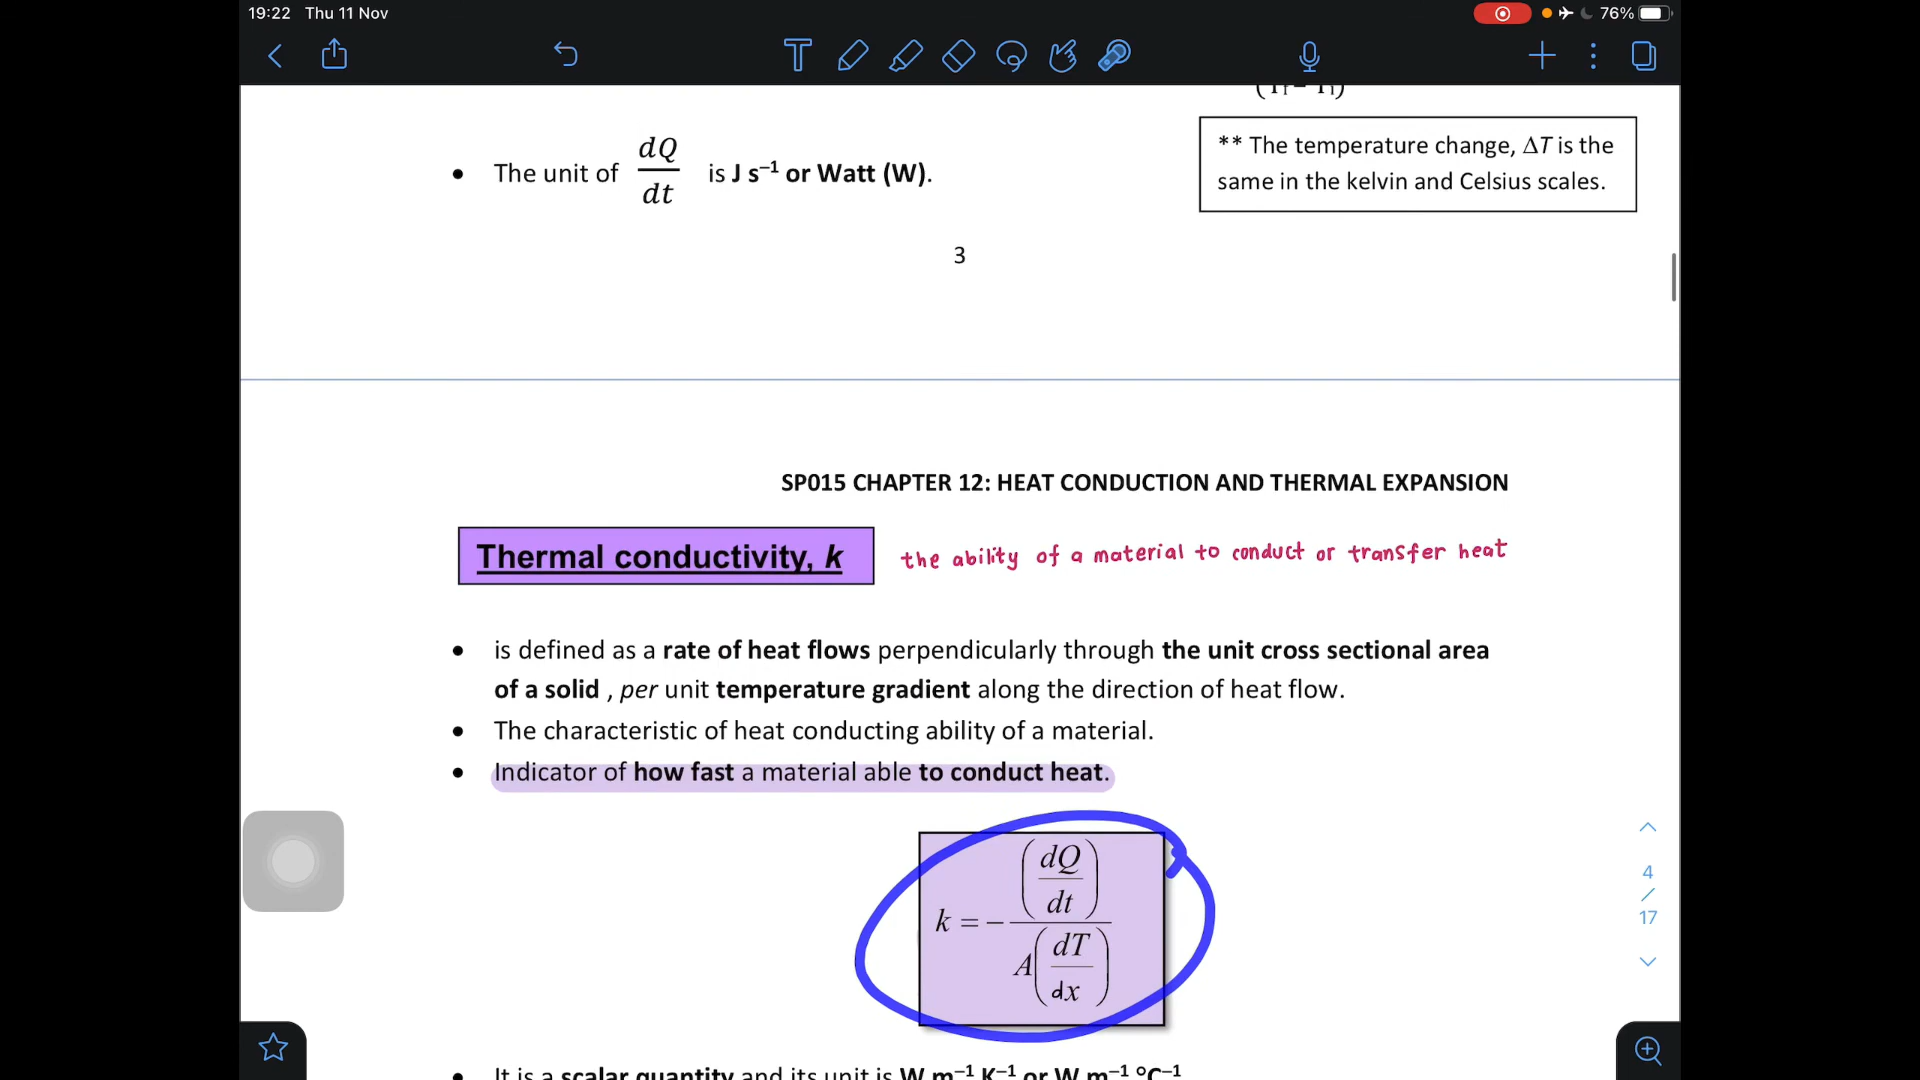 19:22 Thu 11 Nov
76%
T
(Tf – Ti)
** The temperature change, ΔT is the
same in the kelvin and Celsius scales.
• The unit of dQ/dt is J s⁻¹ or Watt (W).
3
SP015 CHAPTER 12: HEAT CONDUCTION AND THERMAL EXPANSION
Thermal conductivity, k the ability of a material to conduct or transfer heat
• is defined as a rate of heat flows perpendicularly through the unit cross sectional area
of a solid , per unit temperature gradient along the direction of heat flow.
• The characteristic of heat conducting ability of a material.
• Indicator of how fast a material able to conduct heat.
k = – (dQ/dt) / A(dT/dx)
4
/
17
• It is a scalar quantity and its unit is W m⁻¹ K⁻¹ or W m⁻¹ °C⁻¹